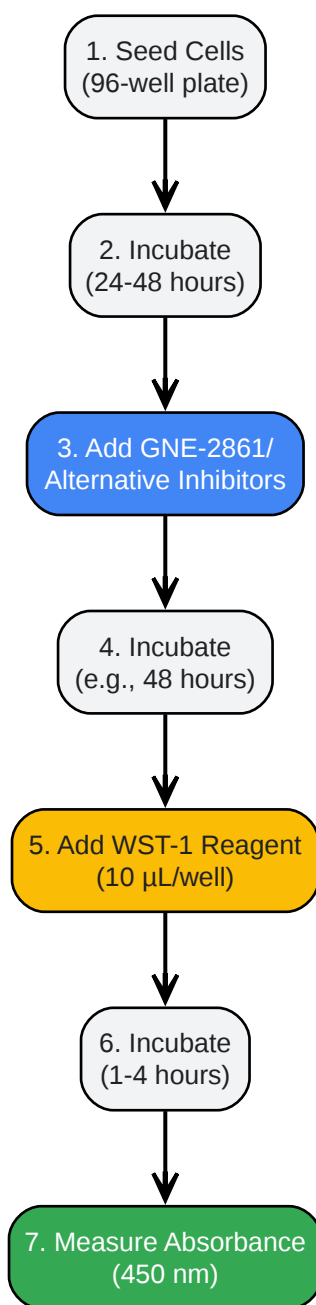 1. Seed Cells
(96-well plate)
2. Incubate
(24-48 hours)
3. Add GNE-2861/
Alternative Inhibitors
4. Incubate
(e.g., 48 hours)
5. Add WST-1 Reagent
(10 µL/well)
6. Incubate
(1-4 hours)
7. Measure Absorbance
(450 nm)